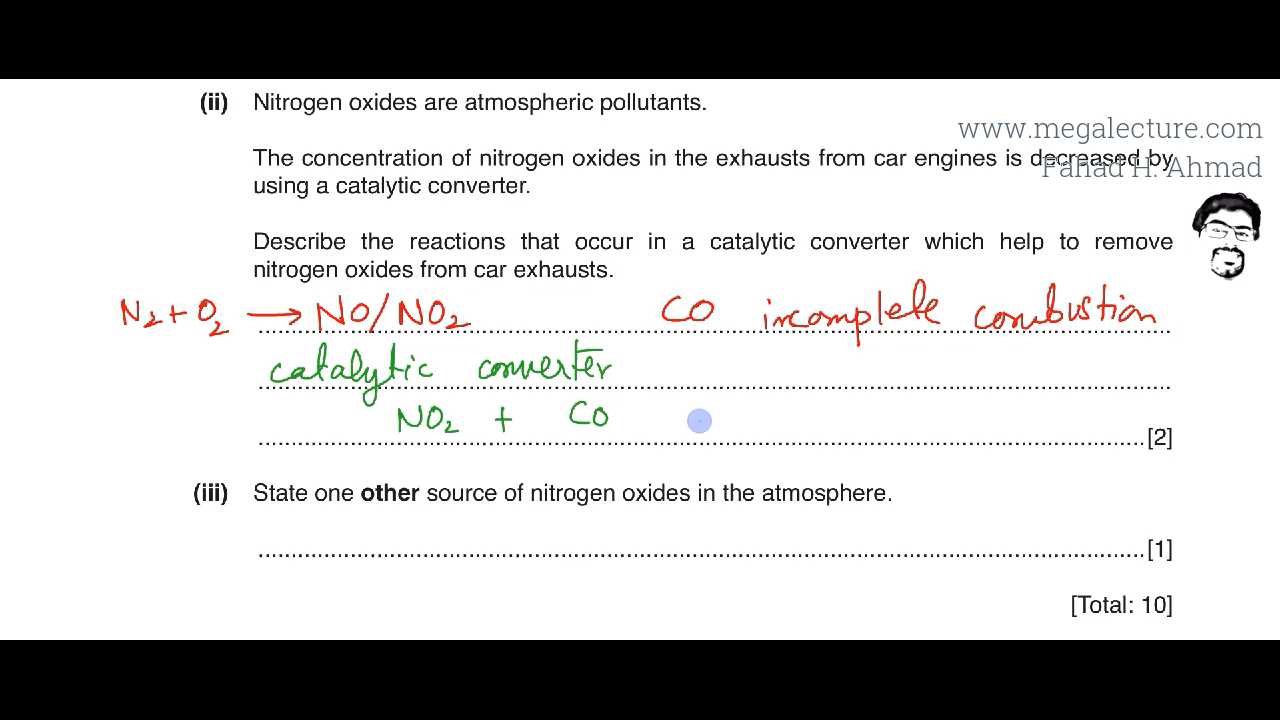 (ii) Nitrogen oxides are atmospheric pollutants.
www.megalecture.com
The concentration of nitrogen oxides in the exhausts from car engines is decreased by
Fahad H. Ahmad
using a catalytic converter.
Describe the reactions that occur in a catalytic converter which help to remove
nitrogen oxides from car exhausts.
N₂ + O₂ → NO/NO₂ CO incomplete combustion
catalytic converter
NO₂ + CO
[2]
(iii) State one other source of nitrogen oxides in the atmosphere.
[1]
[Total: 10]